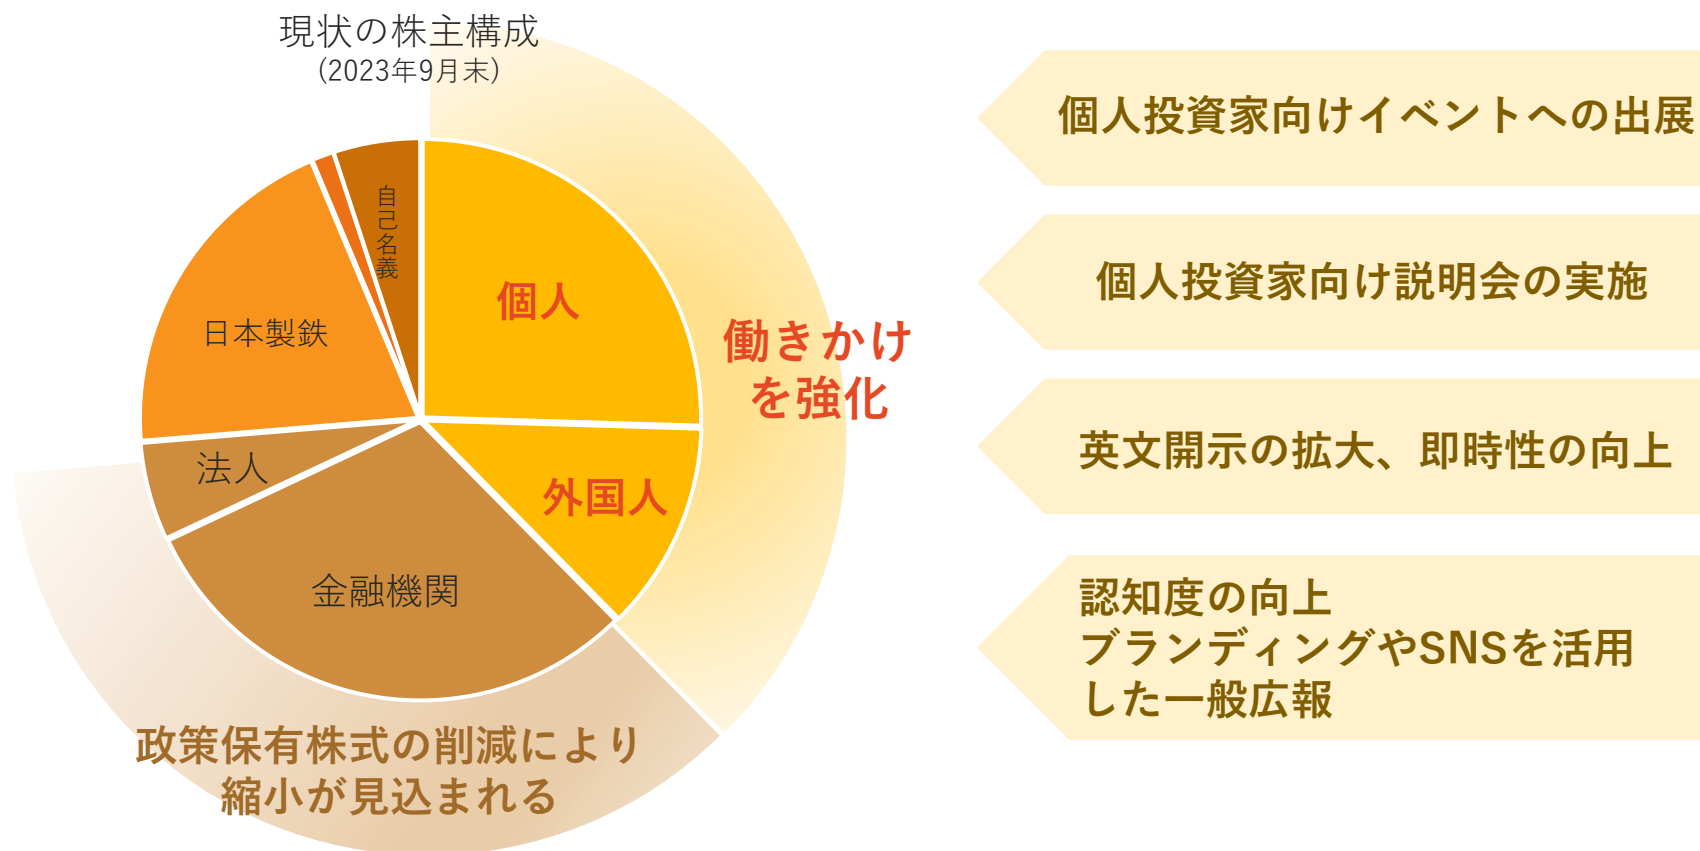 現状の株主構成
(2023年9月末)
自己名義
個人
日本製鉄
働きかけ
を強化
法人
外国人
金融機関
政策保有株式の削減により
縮小が見込まれる
個人投資家向けイベントへの出展
個人投資家向け説明会の実施
英文開示の拡大、即時性の向上
認知度の向上
ブランディングやSNSを活用
した一般広報